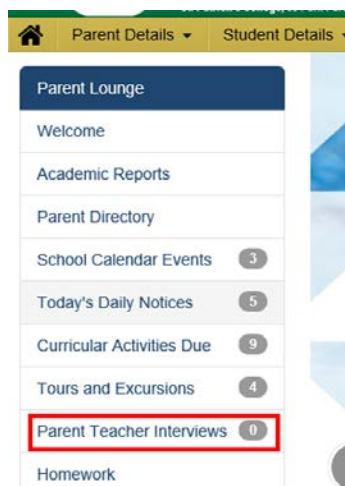 Parent Details
Student Details
Parent Lounge
Welcome
Academic Reports
Parent Directory
School Calendar Events 3
Today's Daily Notices 5
Curricular Activities Due 9
Tours and Excursions 4
Parent Teacher Interviews 0
Homework